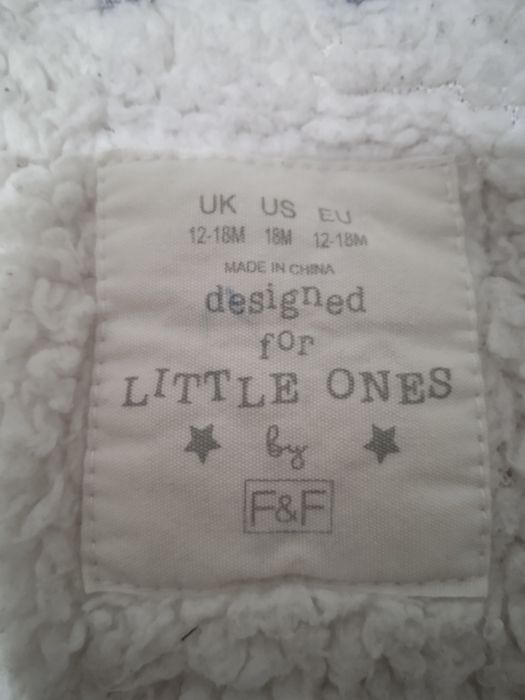 UK US EU
12-18M 18M 12-18M
MADE IN CHINA
designed
for
LITTLE ONES
by
F&F